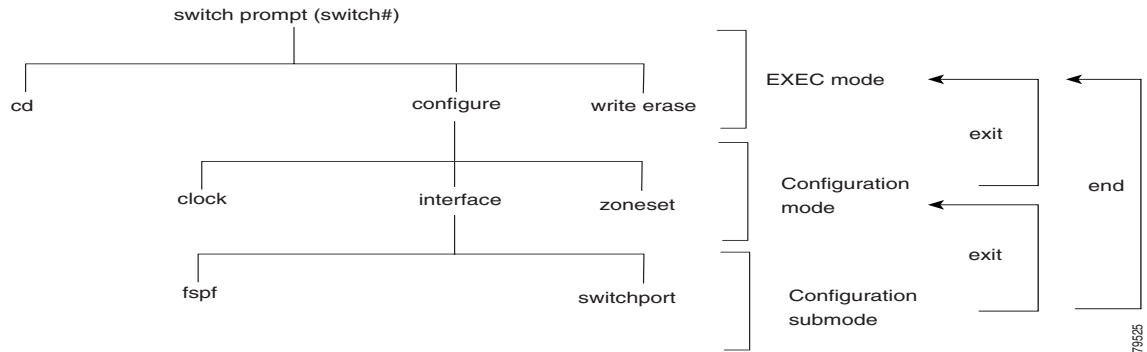 switch prompt (switch#)
EXEC mode
cd
configure
write erase
exit
Configuration
mode
end
clock
interface
zoneset
exit
fspf
switchport
Configuration
submode
79525